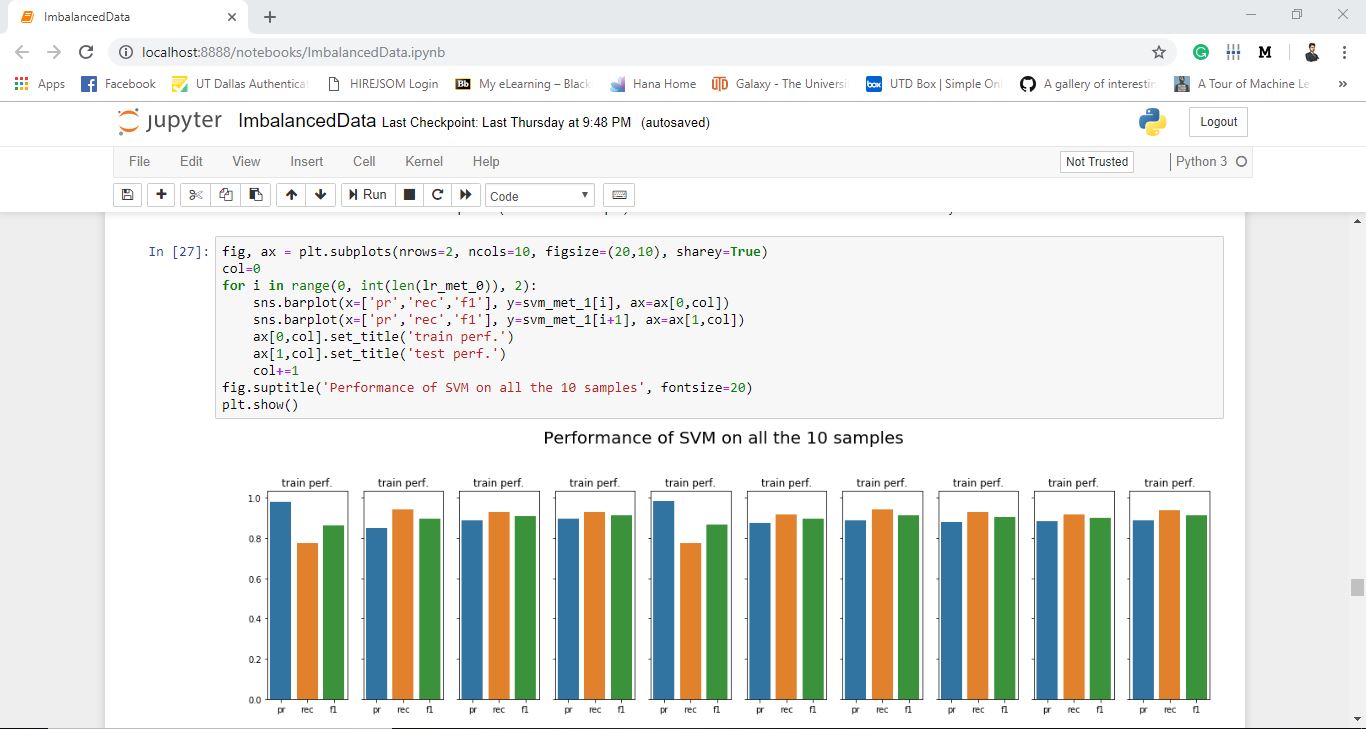 ImbalancedData
localhost:8888/notebooks/ImbalancedData.ipynb
Apps Facebook UT Dallas Authentica HIREJSOM Login Bb My eLearning – Black Hana Home UTD Galaxy - The Universi box UTD Box | Simple On A gallery of interestin A Tour of Machine Le »
jupyter ImbalancedData Last Checkpoint: Last Thursday at 9:48 PM (autosaved) Logout
File Edit View Insert Cell Kernel Help Not Trusted Python 3
Run Code
In [27]: fig, ax = plt.subplots(nrows=2, ncols=10, figsize=(20,10), sharey=True)
col=0
for i in range(0, int(len(lr_met_0)), 2):
    sns.barplot(x=['pr','rec','f1'], y=svm_met_1[i], ax=ax[0,col])
    sns.barplot(x=['pr','rec','f1'], y=svm_met_1[i+1], ax=ax[1,col])
    ax[0,col].set_title('train perf.')
    ax[1,col].set_title('test perf.')
    col+=1
fig.suptitle('Performance of SVM on all the 10 samples', fontsize=20)
plt.show()
Performance of SVM on all the 10 samples
train perf. train perf. train perf. train perf. train perf. train perf. train perf. train perf. train perf. train perf.
1.0
0.8
0.6
0.4
0.2
0.0
pr rec f1 pr rec f1 pr rec f1 pr rec f1 pr rec f1 pr rec f1 pr rec f1 pr rec f1 pr rec f1 pr rec f1